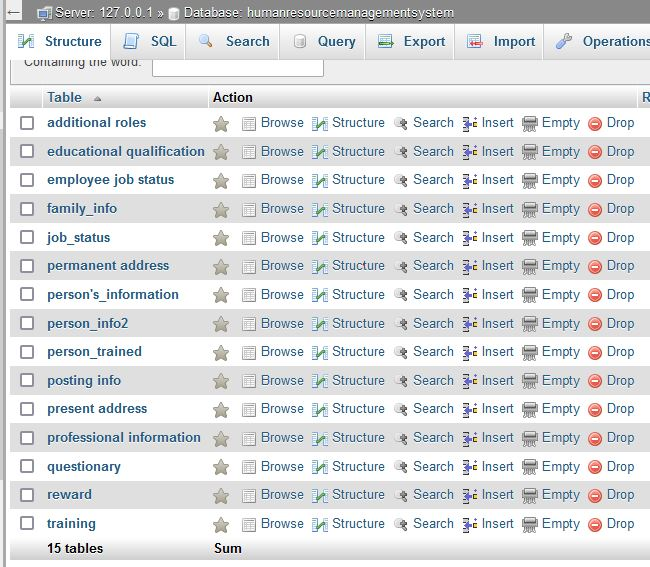 Server: 127.0.0.1 » Database: humanresourcemanagementsystem
Structure SQL Search Query Export Import Operations
Containing the word:
Table Action R
additional roles Browse Structure Search Insert Empty Drop
educational qualification Browse Structure Search Insert Empty Drop
employee job status Browse Structure Search Insert Empty Drop
family_info Browse Structure Search Insert Empty Drop
job_status Browse Structure Search Insert Empty Drop
permanent address Browse Structure Search Insert Empty Drop
person's_information Browse Structure Search Insert Empty Drop
person_info2 Browse Structure Search Insert Empty Drop
person_trained Browse Structure Search Insert Empty Drop
posting info Browse Structure Search Insert Empty Drop
present address Browse Structure Search Insert Empty Drop
professional information Browse Structure Search Insert Empty Drop
questionary Browse Structure Search Insert Empty Drop
reward Browse Structure Search Insert Empty Drop
training Browse Structure Search Insert Empty Drop
15 tables Sum